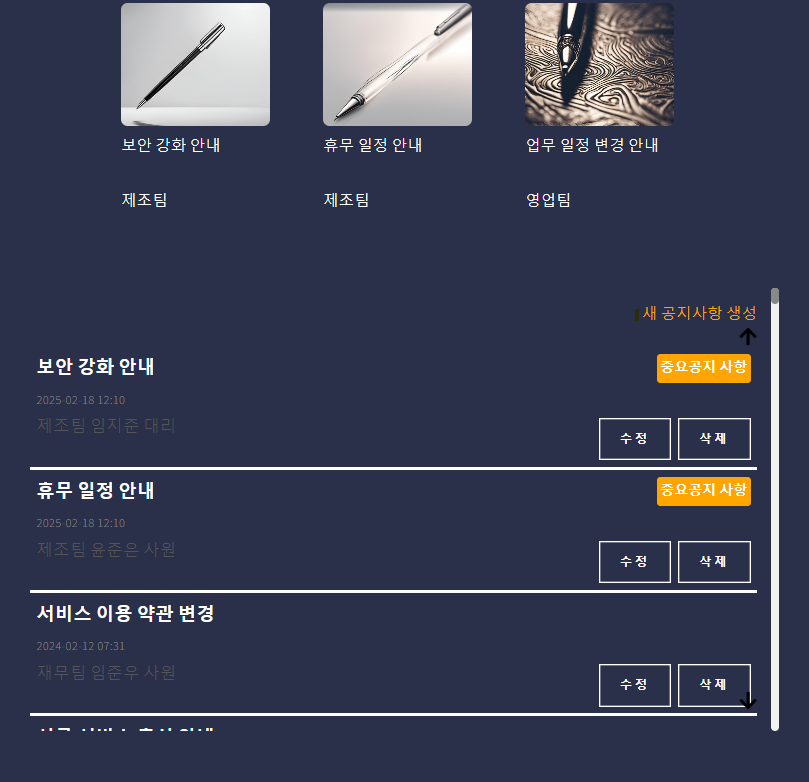 보안 강화 안내
휴무 일정 안내
업무 일정 변경 안내
제조팀
제조팀
영업팀
새 공지사항 생성
보안 강화 안내
중요공지 사항
2025-02-18 12:10
제조팀 임지준 대리
수정
삭제
휴무 일정 안내
중요공지 사항
2025-02-18 12:10
제조팀 윤준은 사원
수정
삭제
서비스 이용 약관 변경
2024-02-12 07:31
재무팀 임준우 사원
수정
삭제